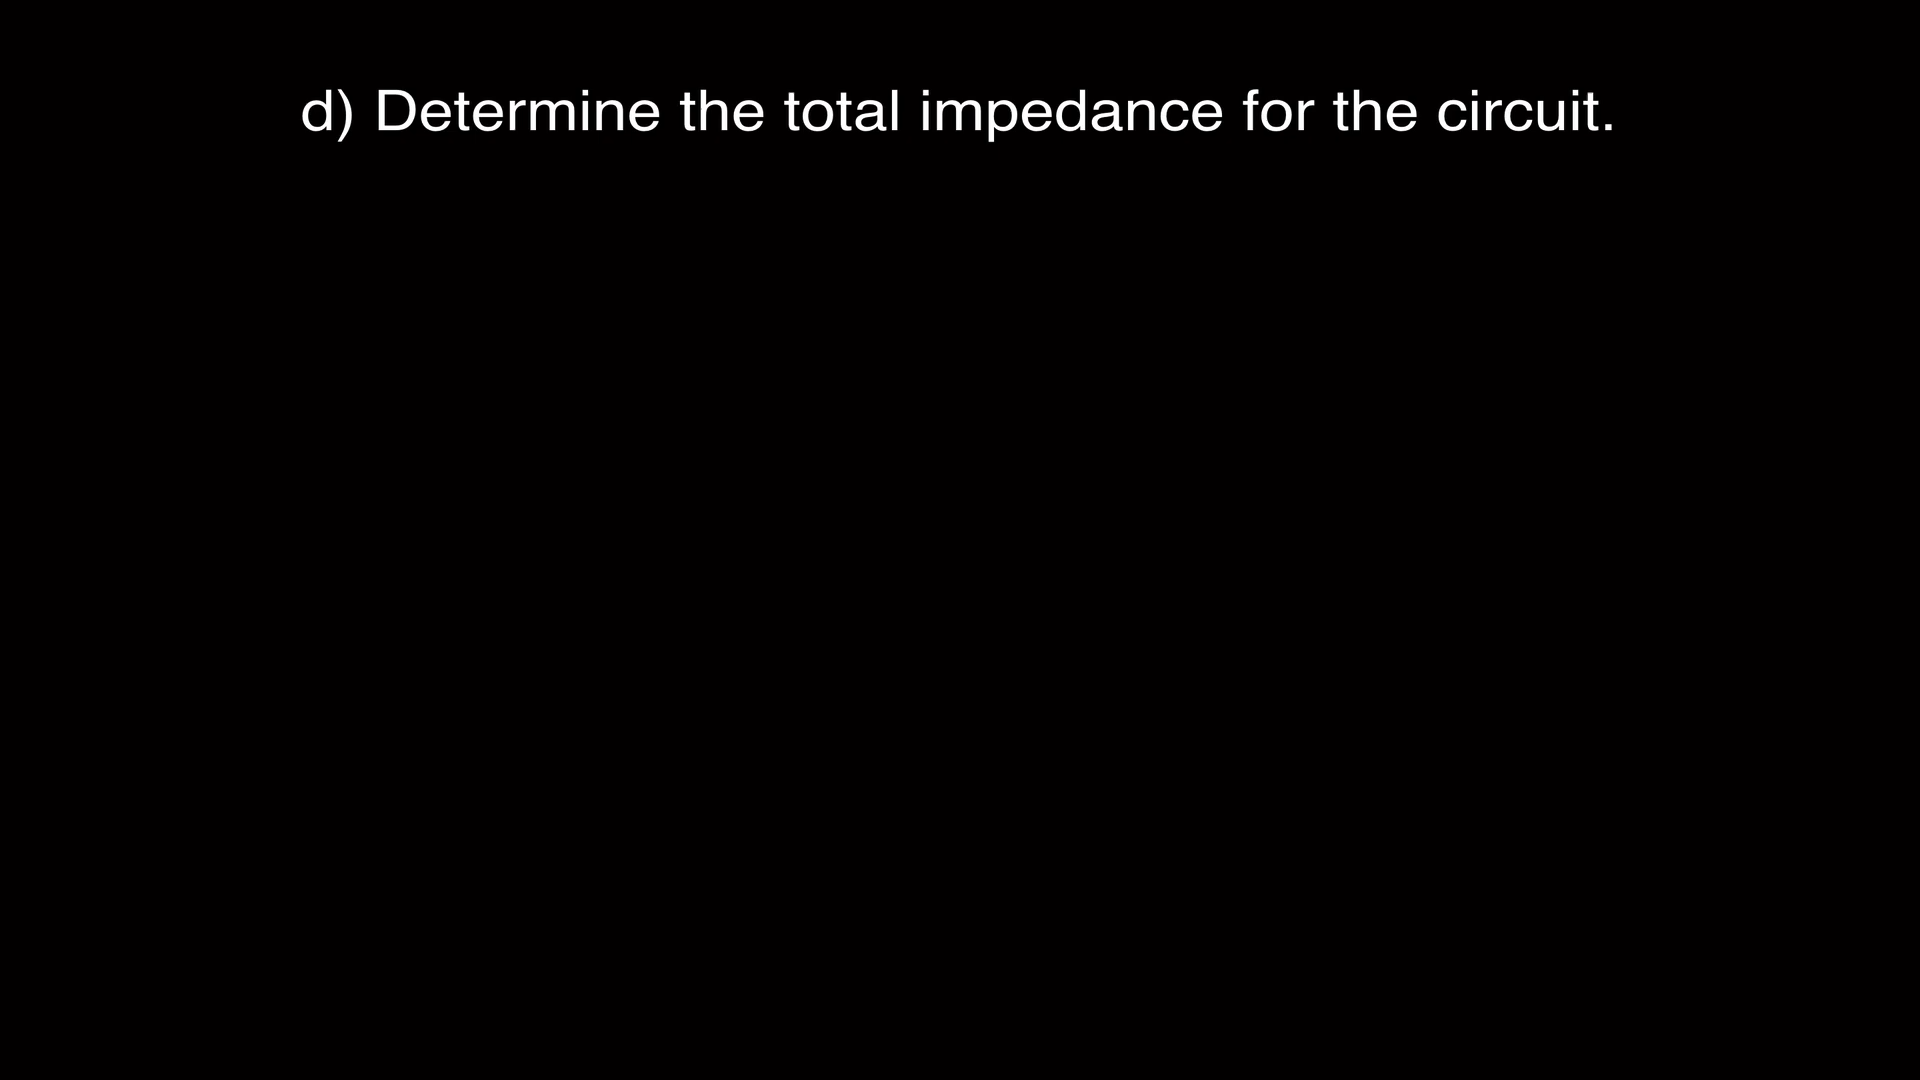 d) Determine the total impedance for the circuit.